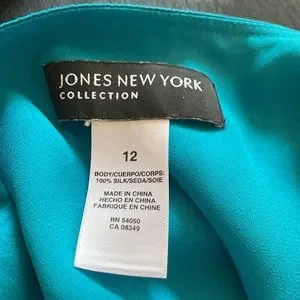 JONES NEW YORK
COLLECTION
12
BODY/CUERPO/CORPS:
100% SILK/SEDA/SOIE
MADE IN CHINA
HECHO EN CHINA
FABRIQUE EN CHINE
RN 54050
CA 08349